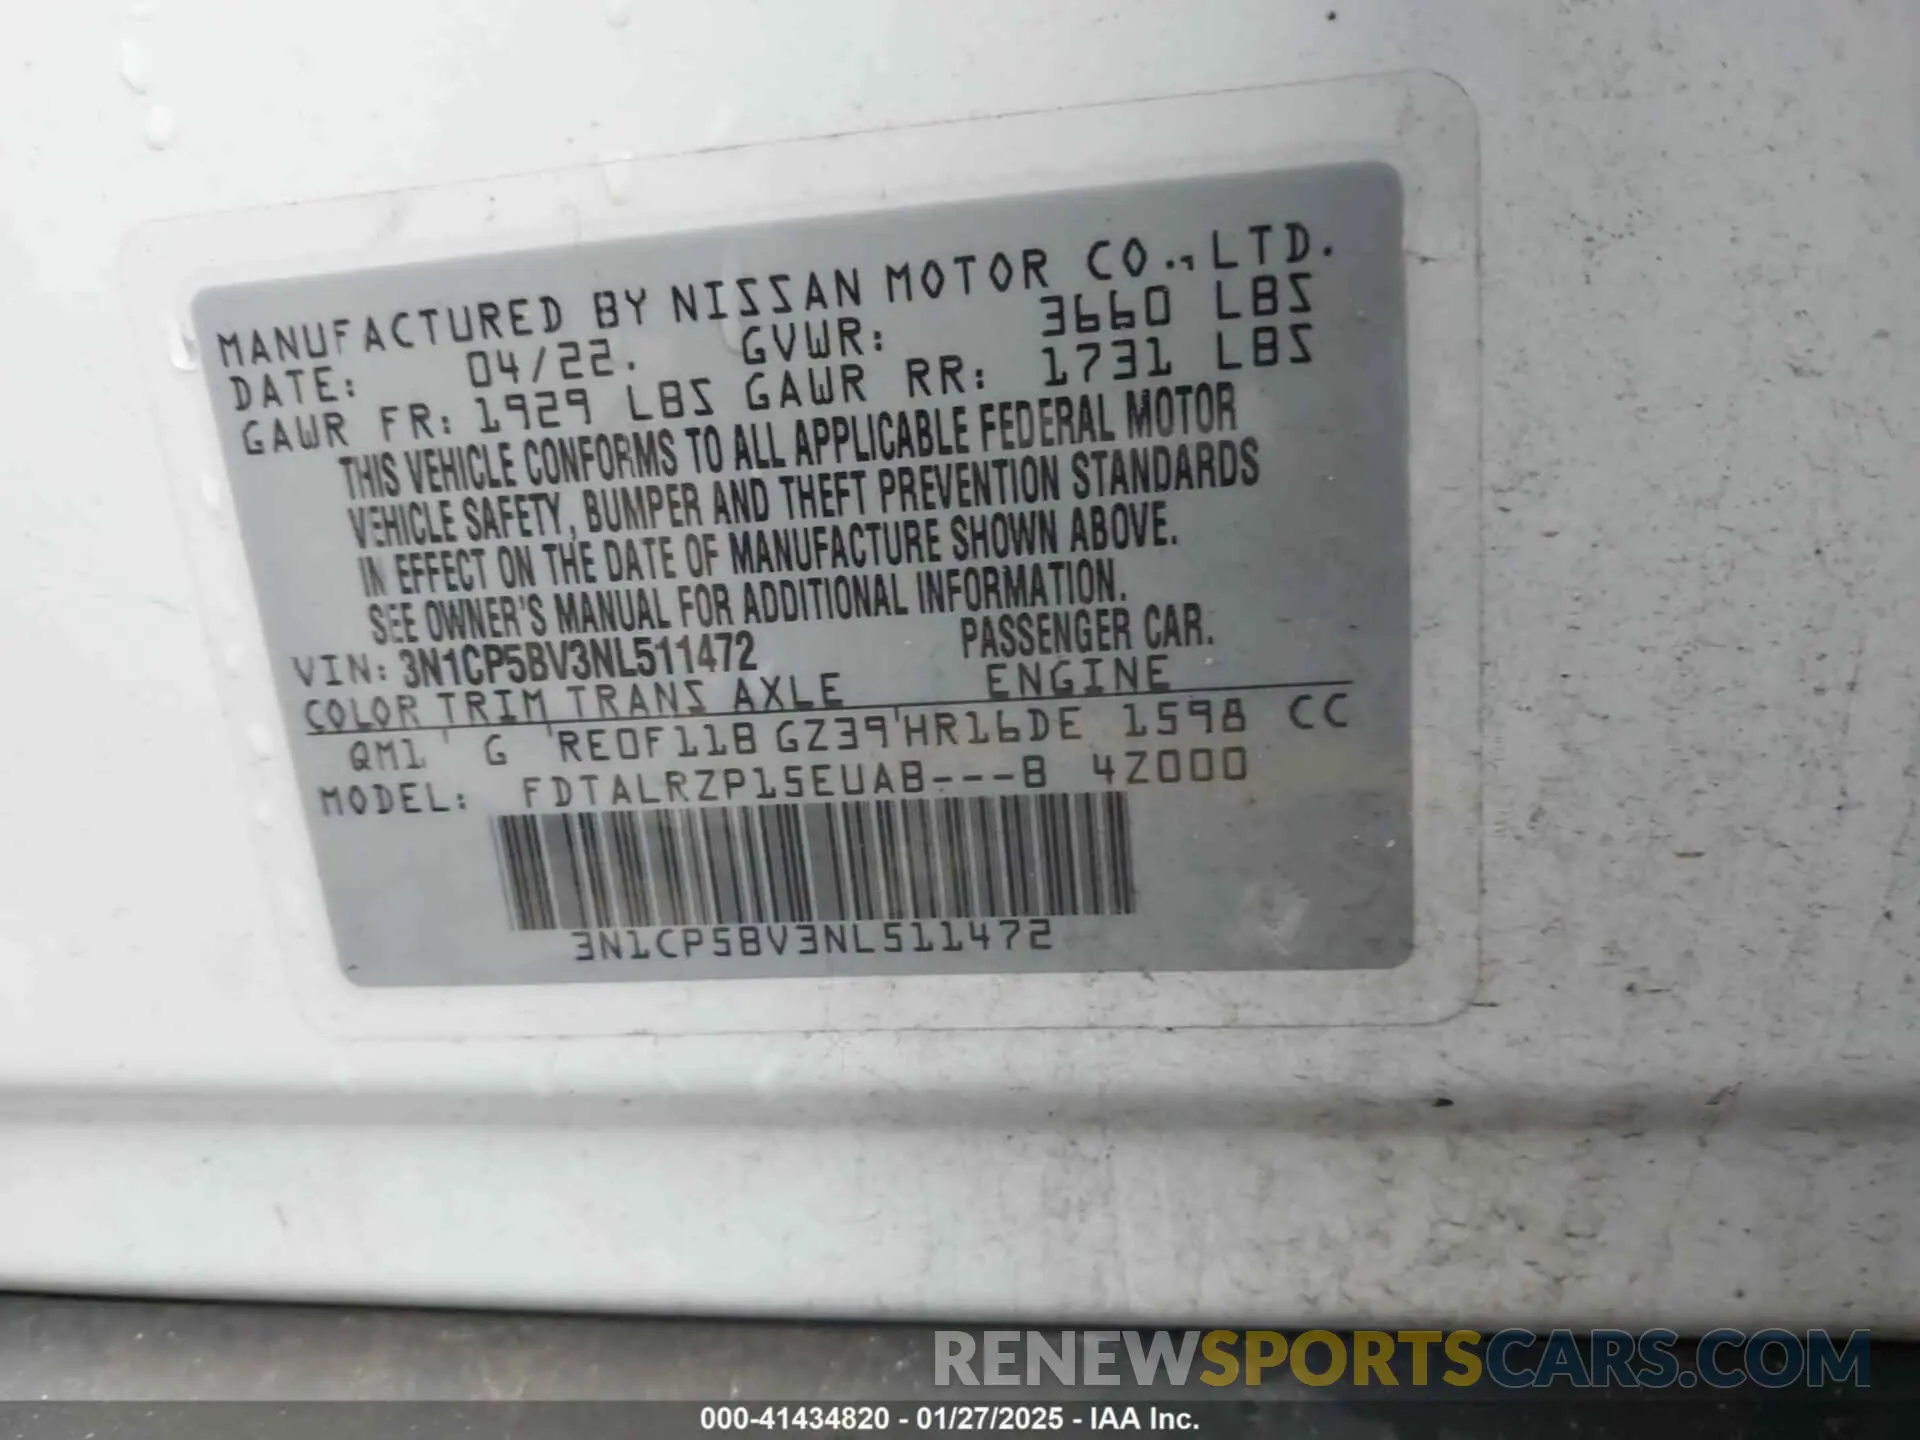 MANUFACTURED BY NISSAN MOTOR CO., LTD.
DATE: 04/22. GVWR: 3660 LBS
GAWR FR: 1929 LBS GAWR RR: 1731 LBS
THIS VEHICLE CONFORMS TO ALL APPLICABLE FEDERAL MOTOR
VEHICLE SAFETY, BUMPER AND THEFT PREVENTION STANDARDS
IN EFFECT ON THE DATE OF MANUFACTURE SHOWN ABOVE.
SEE OWNER'S MANUAL FOR ADDITIONAL INFORMATION.
VIN: 3N1CP5BV3NL511472 PASSENGER CAR.
COLOR TRIM TRANS AXLE ENGINE
QM1 G RE0F11B GZ39 HR16DE 1598 CC
MODEL: FDTALRZP15EUAB---B 4Z000
3N1CP5BV3NL511472
RENEWSPORTSCARS.COM
000-41434820 - 01/27/2025 - IAA Inc.